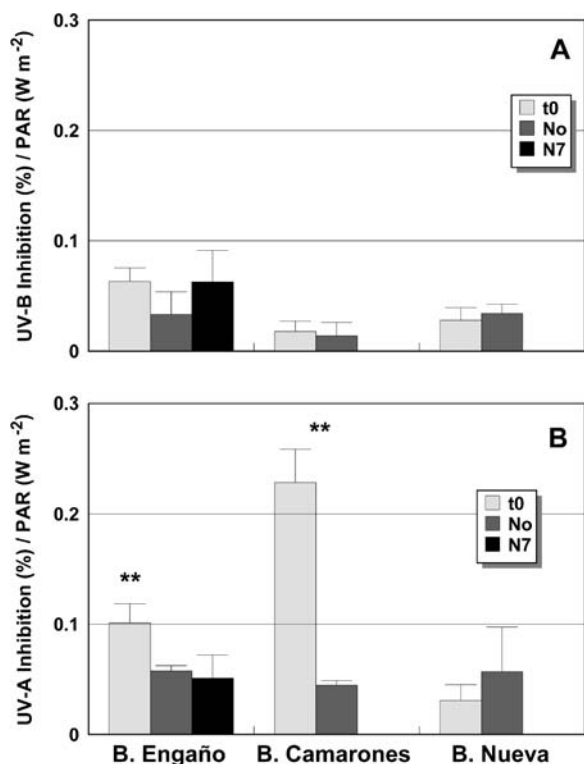 0.3
A
t0
No
N7
0.2
0.1
0
UV-B Inhibition (%) / PAR (W m-2)
0.3
B
**
t0
No
N7
0.2
**
0.1
0
UV-A Inhibition (%) / PAR (W m-2)
B. Engaño B. Camarones B. Nueva